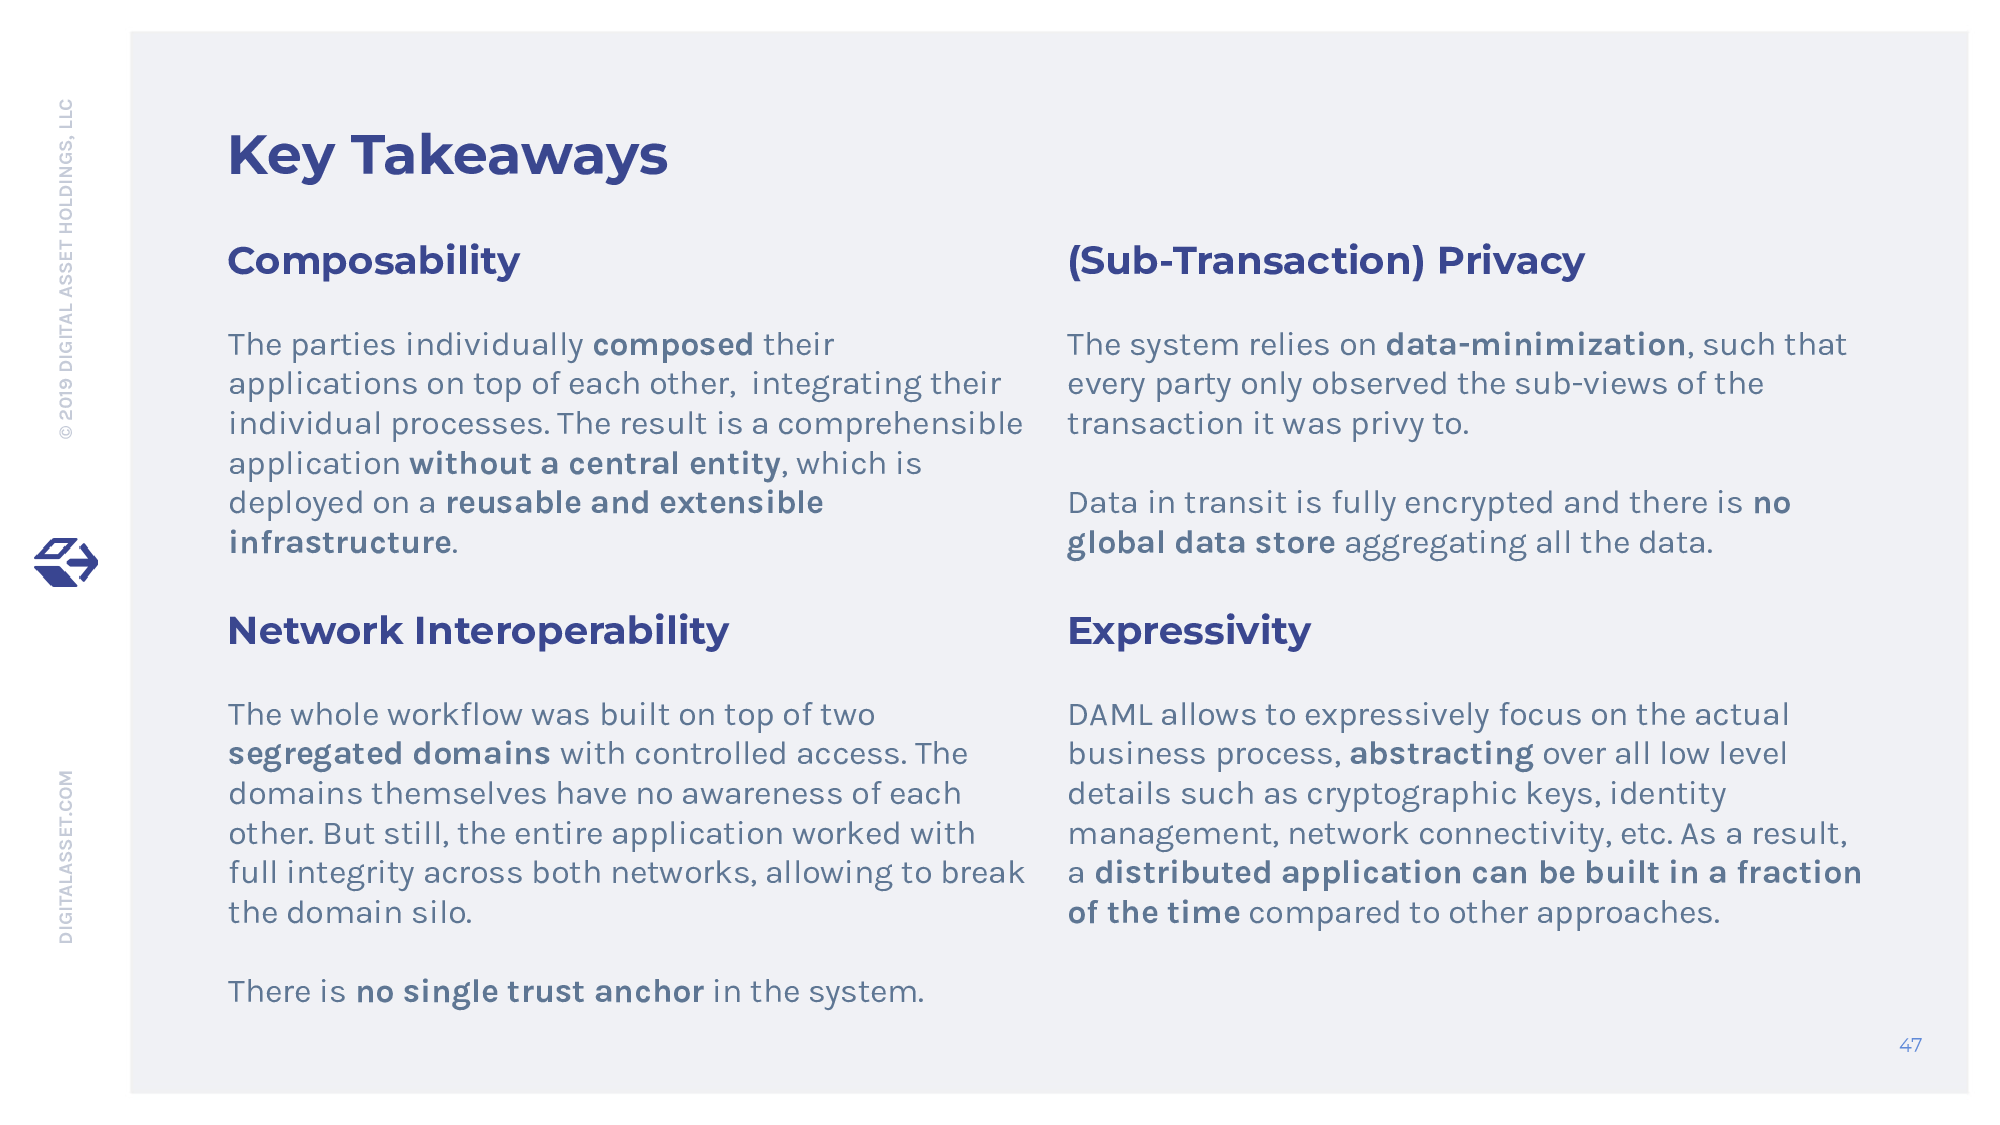 © 2019 DIGITAL ASSET HOLDINGS, LLC
DIGITALASSET.COM
Key Takeaways
Composability
The parties individually composed their
applications on top of each other,  integrating their
individual processes. The result is a comprehensible
application without a central entity, which is
deployed on a reusable and extensible
infrastructure.
(Sub-Transaction) Privacy
The system relies on data-minimization, such that
every party only observed the sub-views of the
transaction it was privy to.
Data in transit is fully encrypted and there is no
global data store aggregating all the data.
Network Interoperability
The whole workflow was built on top of two
segregated domains with controlled access. The
domains themselves have no awareness of each
other. But still, the entire application worked with
full integrity across both networks, allowing to break
the domain silo.
There is no single trust anchor in the system.
Expressivity
DAML allows to expressively focus on the actual
business process, abstracting over all low level
details such as cryptographic keys, identity
management, network connectivity, etc. As a result,
a distributed application can be built in a fraction
of the time compared to other approaches.
47